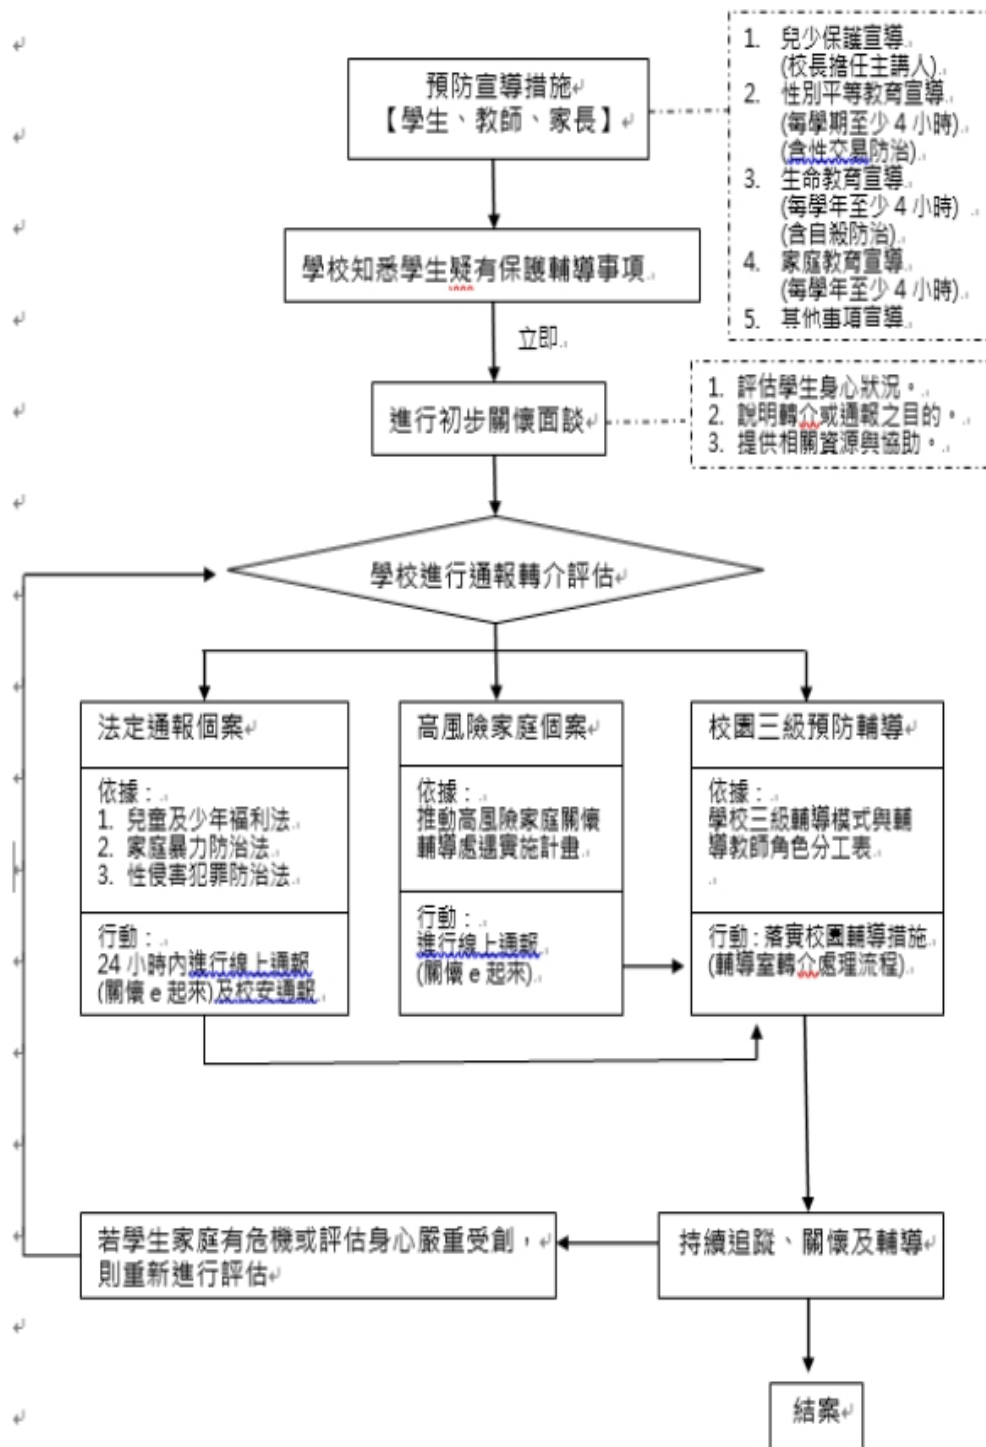 預防宣導措施
【學生、教師、家長】
1. 兒少保護宣導
(校長擔任主講人)
2. 性別平等教育宣導
(每學期至少 4 小時)
(含性交易防治)
3. 生命教育宣導
(每學年至少 4 小時)
(含自殺防治)
4. 家庭教育宣導
(每學年至少 4 小時)
5. 其他事項宣導
學校知悉學生疑有保護輔導事項
立即
進行初步關懷面談
1. 評估學生身心狀況。
2. 說明轉介或通報之目的。
3. 提供相關資源與協助。
學校進行通報轉介評估
法定通報個案
依據：
1. 兒童及少年福利法
2. 家庭暴力防治法
3. 性侵害犯罪防治法
行動：
24 小時內進行線上通報
(關懷 e 起來)及校安通報
高風險家庭個案
依據：
推動高風險家庭關懷
輔導處遇實施計畫
行動：
進行線上通報
(關懷 e 起來)
校園三級預防輔導
依據：
學校三級輔導模式與輔
導教師角色分工表
行動：落實校園輔導措施
(輔導室轉介處理流程)
若學生家庭有危機或評估身心嚴重受創，
則重新進行評估
持續追蹤、關懷及輔導
結案